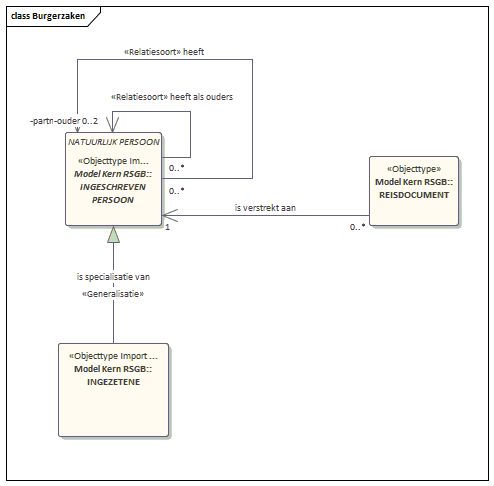 class Burgerzaken
«Relatiesoort» heeft
«Relatiesoort» heeft als ouders
0..2
NATUURLIJK PERSOON
«Objecttype Im...
Model Kern RSGB::
INGESCHREVEN
PERSOON
0..*
0..*
«Objecttype»
Model Kern RSGB::
REISDOCUMENT
is verstrekt aan
1
0..*
is specialisatie van
«Generalisatie»
«Objecttype Import ...
Model Kern RSGB::
INGEZETENE